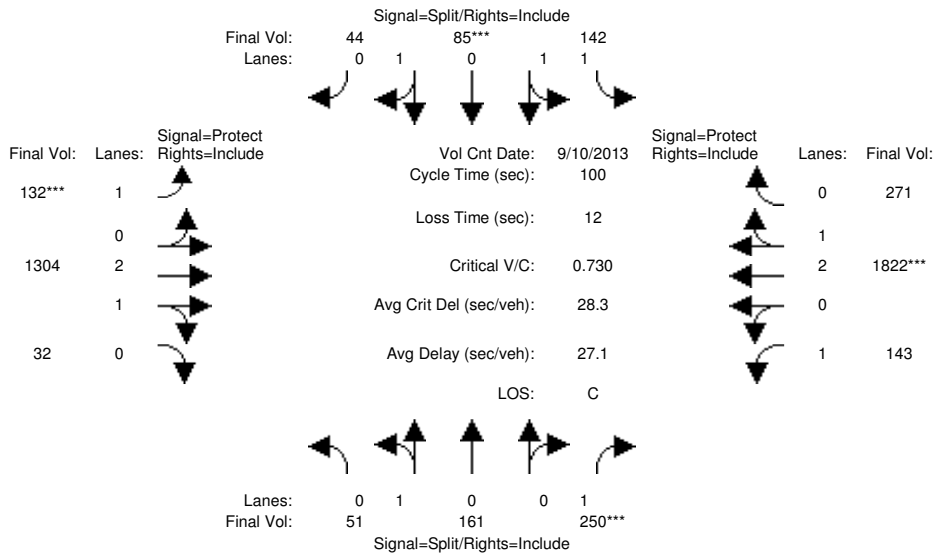 Signal=Split/Rights=Include
Final Vol: 44 85*** 142
Lanes: 0 1 0 1 1
Signal=Protect
Final Vol: Lanes: Rights=Include
Vol Cnt Date: 9/10/2013
Signal=Protect
Rights=Include Lanes: Final Vol:
Cycle Time (sec): 100
132*** 1
0 271
Loss Time (sec): 12
0
1
1304 2
Critical V/C: 0.730
2 1822***
1
Avg Crit Del (sec/veh): 28.3
0
32 0
Avg Delay (sec/veh): 27.1
1 143
LOS: C
Lanes: 0 1 0 0 1
Final Vol: 51 161 250***
Signal=Split/Rights=Include